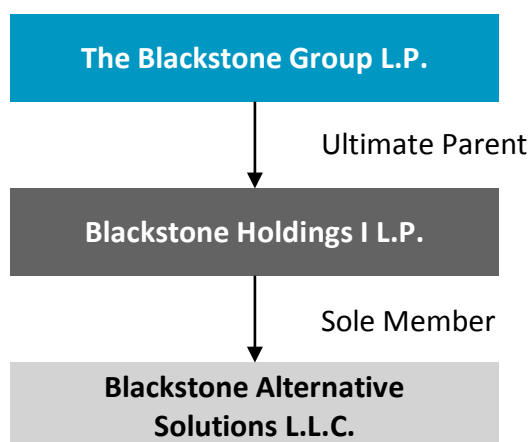 The Blackstone Group L.P.
Ultimate Parent
Blackstone Holdings I L.P.
Sole Member
Blackstone Alternative
Solutions L.L.C.